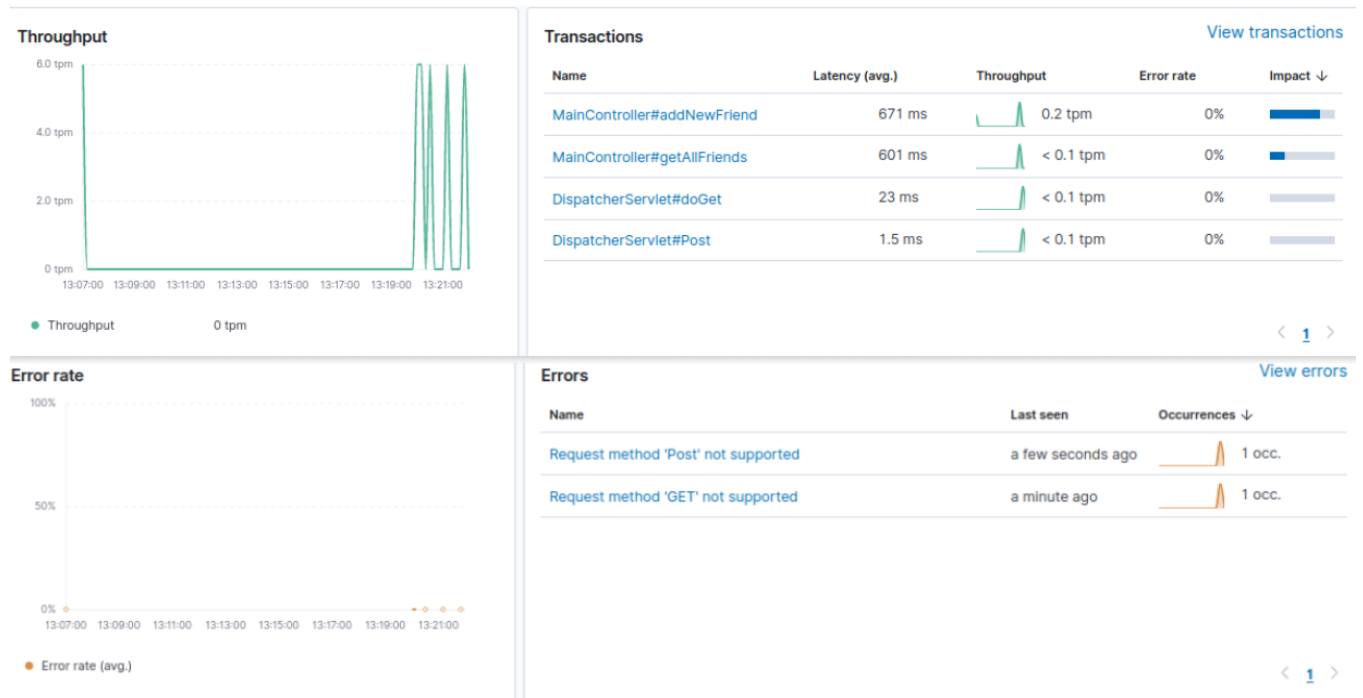 Throughput
6.0 tpm
4.0 tpm
2.0 tpm
0 tpm
13:07:00 13:09:00 13:11:00 13:13:00 13:15:00 13:17:00 13:19:00 13:21:00
Throughput 0 tpm
Transactions View transactions
Name Latency (avg.) Throughput Error rate Impact ↓
MainController#addNewFriend 671 ms 0.2 tpm 0%
MainController#getAllFriends 601 ms < 0.1 tpm 0%
DispatcherServlet#doGet 23 ms < 0.1 tpm 0%
DispatcherServlet#Post 1.5 ms < 0.1 tpm 0%
< 1 >
Error rate
100%
50%
0%
13:07:00 13:09:00 13:11:00 13:13:00 13:15:00 13:17:00 13:19:00 13:21:00
Error rate (avg.)
Errors View errors
Name Last seen Occurrences ↓
Request method 'Post' not supported a few seconds ago 1 occ.
Request method 'GET' not supported a minute ago 1 occ.
< 1 >